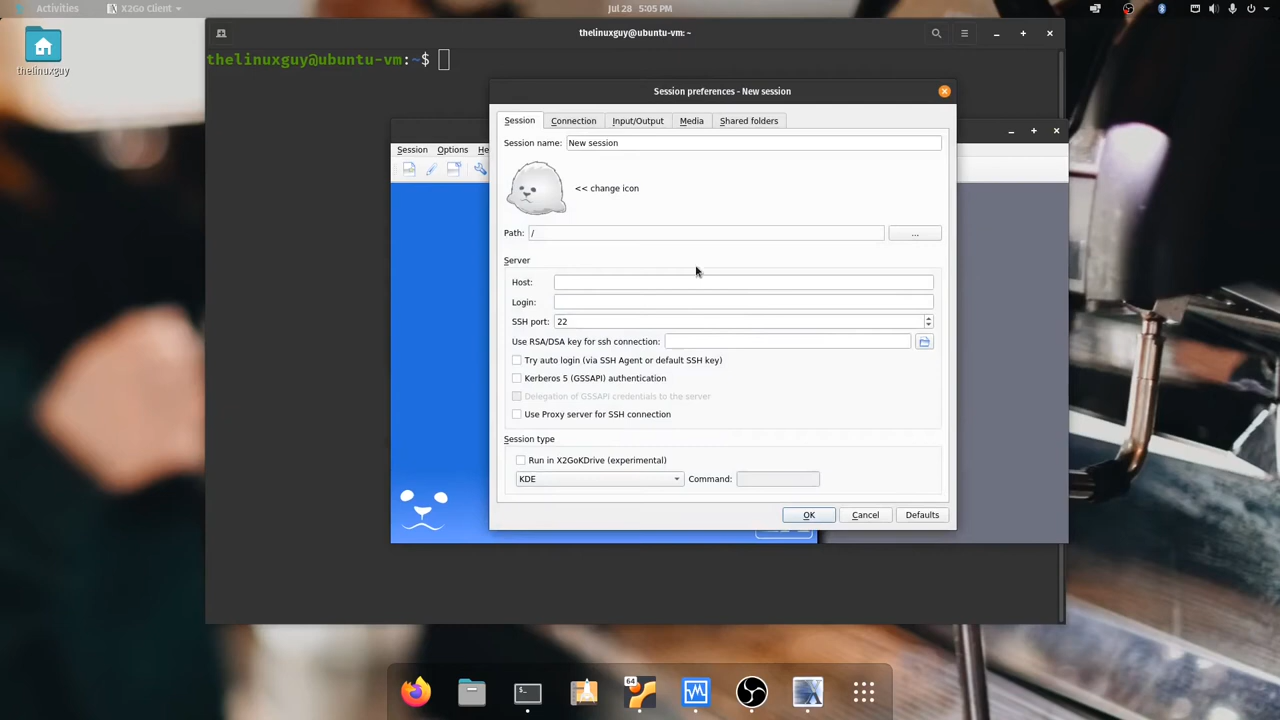 Activities X2Go Client Jul 28 5:05 PM
thelinuxguy
thelinuxguy@ubuntu-vm: ~
thelinuxguy@ubuntu-vm:~$
Session preferences - New session
Session Connection Input/Output Media Shared folders
Session Options He
Session name: New session
<< change icon
Path: / ...
Server
Host:
Login:
SSH port: 22
Use RSA/DSA key for ssh connection:
Try auto login (via SSH Agent or default SSH key)
Kerberos 5 (GSSAPI) authentication
Delegation of GSSAPI credentials to the server
Use Proxy server for SSH connection
Session type
Run in X2GoKDrive (experimental)
KDE Command:
OK Cancel Defaults
64